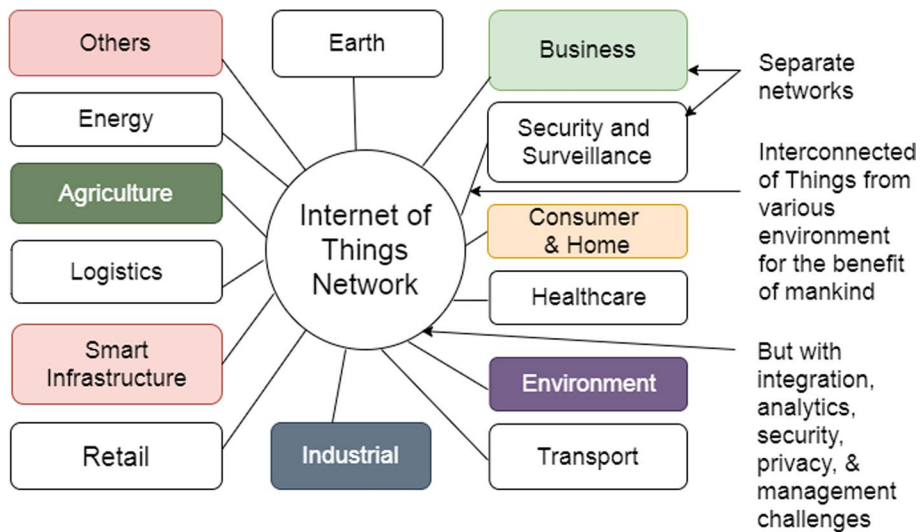 Others
Earth
Business
Energy
Security and
Surveillance
Agriculture
Internet of
Things
Network
Consumer
& Home
Logistics
Healthcare
Smart
Infrastructure
Environment
Retail
Industrial
Transport
Separate
networks
Interconnected
of Things from
various
environment
for the benefit
of mankind
But with
integration,
analytics,
security,
privacy, &
management
challenges